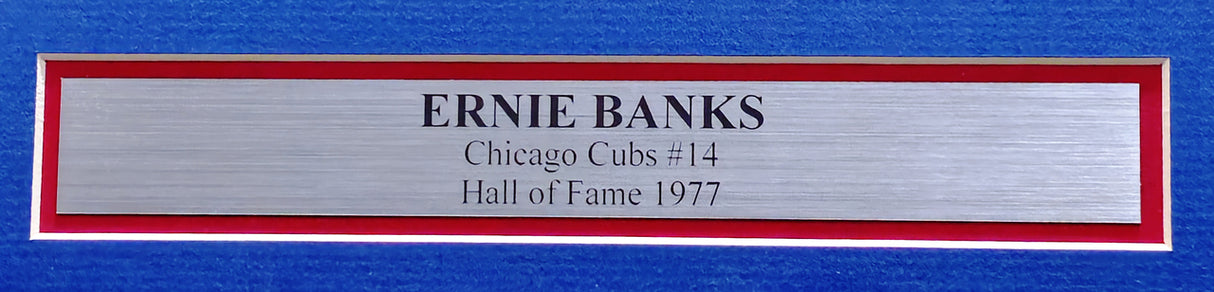 ERNIE BANKS
Chicago Cubs #14
Hall of Fame 1977